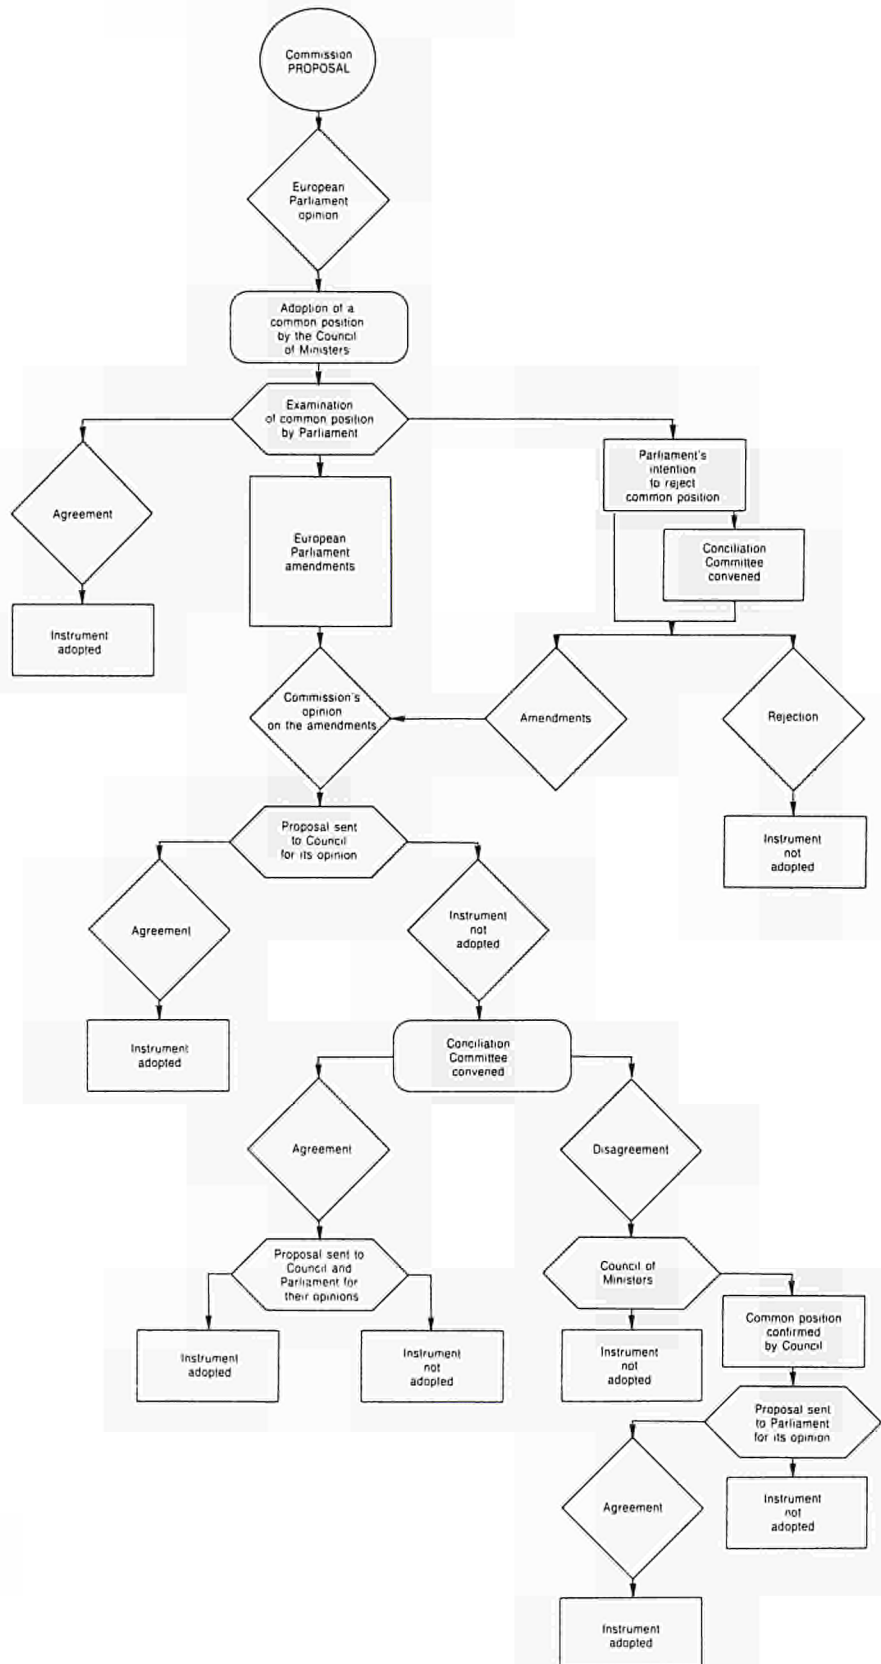 Commission
PROPOSAL
European
Parliament
opinion
Adoption of a
common position
by the Council
of Ministers
Examination
of common position
by Parliament
Agreement
Instrument
adopted
European
Parliament
amendments
Parliament's
intention
to reject
common position
Conciliation
Committee
convened
Commission's
opinion
on the amendments
Amendments
Rejection
Instrument
not
adopted
Proposal sent
to Council
for its opinion
Agreement
Instrument
adopted
Instrument
not
adopted
Conciliation
Committee
convened
Agreement
Disagreement
Proposal sent to
Council and
Parliament for
their opinions
Instrument
adopted
Instrument
not
adopted
Council of
Ministers
Instrument
not
adopted
Common position
confirmed
by Council
Proposal sent
to Parliament
for its opinion
Agreement
Instrument
not
adopted
Instrument
adopted